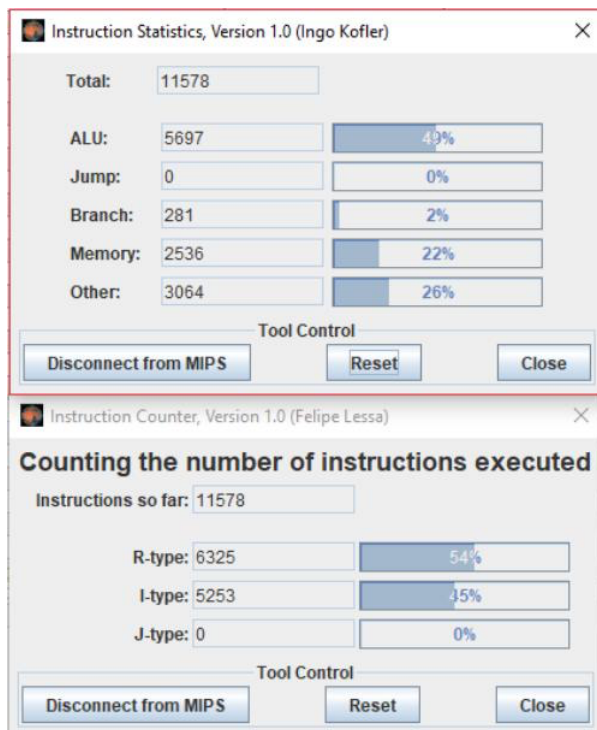 Instruction Statistics, Version 1.0 (Ingo Kofler)
Total: 11578
ALU: 5697 49%
Jump: 0 0%
Branch: 281 2%
Memory: 2536 22%
Other: 3064 26%
Tool Control
Disconnect from MIPS Reset Close
Instruction Counter, Version 1.0 (Felipe Lessa)
Counting the number of instructions executed
Instructions so far: 11578
R-type: 6325 54%
I-type: 5253 45%
J-type: 0 0%
Tool Control
Disconnect from MIPS Reset Close